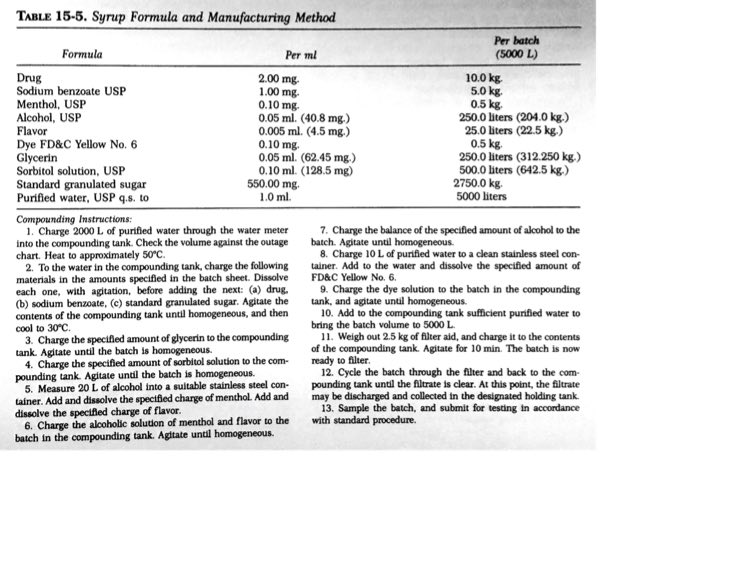 TABLE 15-5. Syrup Formula and Manufacturing Method
Formula Per ml Per batch (5000 L)
Drug 2.00 mg. 10.0 kg.
Sodium benzoate USP 1.00 mg. 5.0 kg.
Menthol, USP 0.10 mg. 0.5 kg.
Alcohol, USP 0.05 ml. (40.8 mg.) 250.0 liters (204.0 kg.)
Flavor 0.005 ml. (4.5 mg.) 25.0 liters (22.5 kg.)
Dye FD&C Yellow No. 6 0.10 mg. 0.5 kg.
Glycerin 0.05 ml. (62.45 mg.) 250.0 liters (312.250 kg.)
Sorbitol solution, USP 0.10 ml. (128.5 mg) 500.0 liters (642.5 kg.)
Standard granulated sugar 550.00 mg. 2750.0 kg.
Purified water, USP q.s. to 1.0 ml. 5000 liters
Compounding Instructions:
1. Charge 2000 L of purified water through the water meter
into the compounding tank. Check the volume against the outage
chart. Heat to approximately 50°C.
2. To the water in the compounding tank, charge the following
materials in the amounts specified in the batch sheet. Dissolve
each one, with agitation, before adding the next: (a) drug,
(b) sodium benzoate, (c) standard granulated sugar. Agitate the
contents of the compounding tank until homogeneous, and then
cool to 30°C.
3. Charge the specified amount of glycerin to the compounding
tank. Agitate until the batch is homogeneous.
4. Charge the specified amount of sorbitol solution to the com-
pounding tank. Agitate until the batch is homogeneous.
5. Measure 20 L of alcohol into a suitable stainless steel con-
tainer. Add and dissolve the specified charge of menthol. Add and
dissolve the specified charge of flavor.
6. Charge the alcoholic solution of menthol and flavor to the
batch in the compounding tank. Agitate until homogeneous.
7. Charge the balance of the specified amount of alcohol to the
batch. Agitate until homogeneous.
8. Charge 10 L of purified water to a clean stainless steel con-
tainer. Add to the water and dissolve the specified amount of
FD&C Yellow No. 6.
9. Charge the dye solution to the batch in the compounding
tank, and agitate until homogeneous.
10. Add to the compounding tank sufficient purified water to
bring the batch volume to 5000 L.
11. Weigh out 2.5 kg of filter aid, and charge it to the contents
of the compounding tank. Agitate for 10 min. The batch is now
ready to filter.
12. Cycle the batch through the filter and back to the com-
pounding tank until the filtrate is clear. At this point, the filtrate
may be discharged and collected in the designated holding tank.
13. Sample the batch, and submit for testing in accordance
with standard procedure.